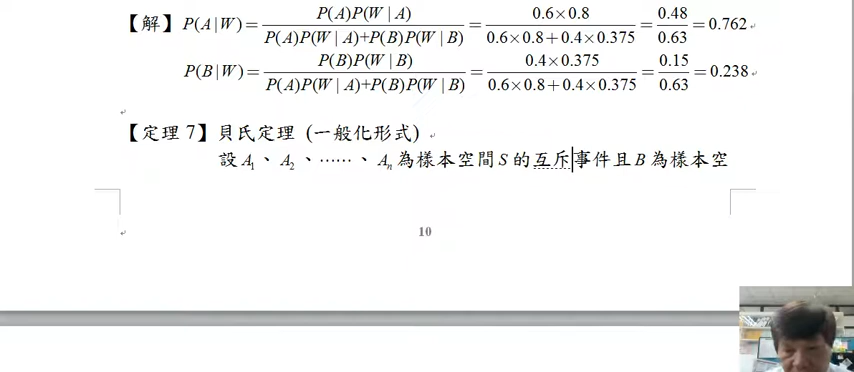 【解】P(A|W)=P(A)P(W|A)/P(A)P(W|A)+P(B)P(W|B)=0.6×0.8/0.6×0.8+0.4×0.375=0.48/0.63=0.762
P(B|W)=P(B)P(W|B)/P(A)P(W|A)+P(B)P(W|B)=0.4×0.375/0.6×0.8+0.4×0.375=0.15/0.63=0.238
【定理 7】貝氏定理 (一般化形式)
設 A₁、 A₂、⋯⋯、 Aₙ 為樣本空間 S 的互斥事件且 B 為樣本空
10